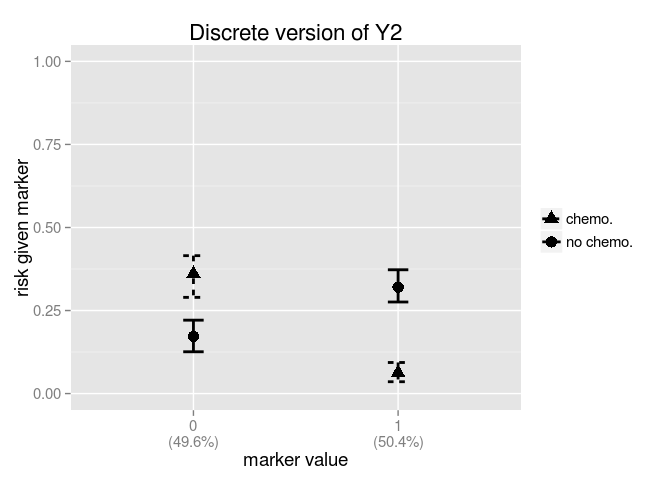 Discrete version of Y2
risk given marker
1.00
0.75
0.50
0.25
0.00
0
(49.6%)
1
(50.4%)
marker value
chemo.
no chemo.